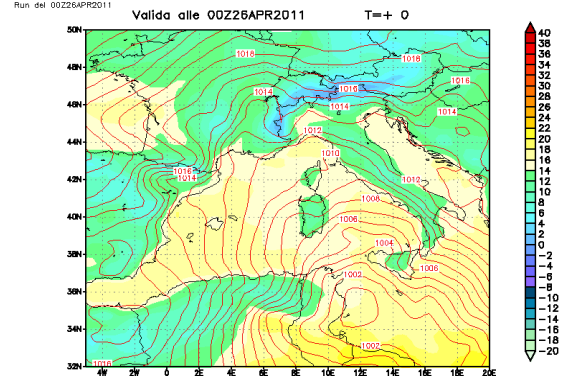 Run del 00Z26APR2011
Valida alle 00Z26APR2011 T=+ 0
50N
48N
46N
44N
42N
40N
38N
36N
34N
32N
4W
2W
0
2E
4E
6E
8E
10E
12E
14E
16E
18E
20E
1018
1018
1016
1016
1014
1014
1014
1012
1010
1016
1014
1012
1008
1006
1004
1006
1002
1002
1016
40
38
36
34
32
30
28
26
24
22
20
18
16
14
12
10
8
6
4
2
0
-2
-4
-6
-8
-10
-12
-14
-16
-18
-20